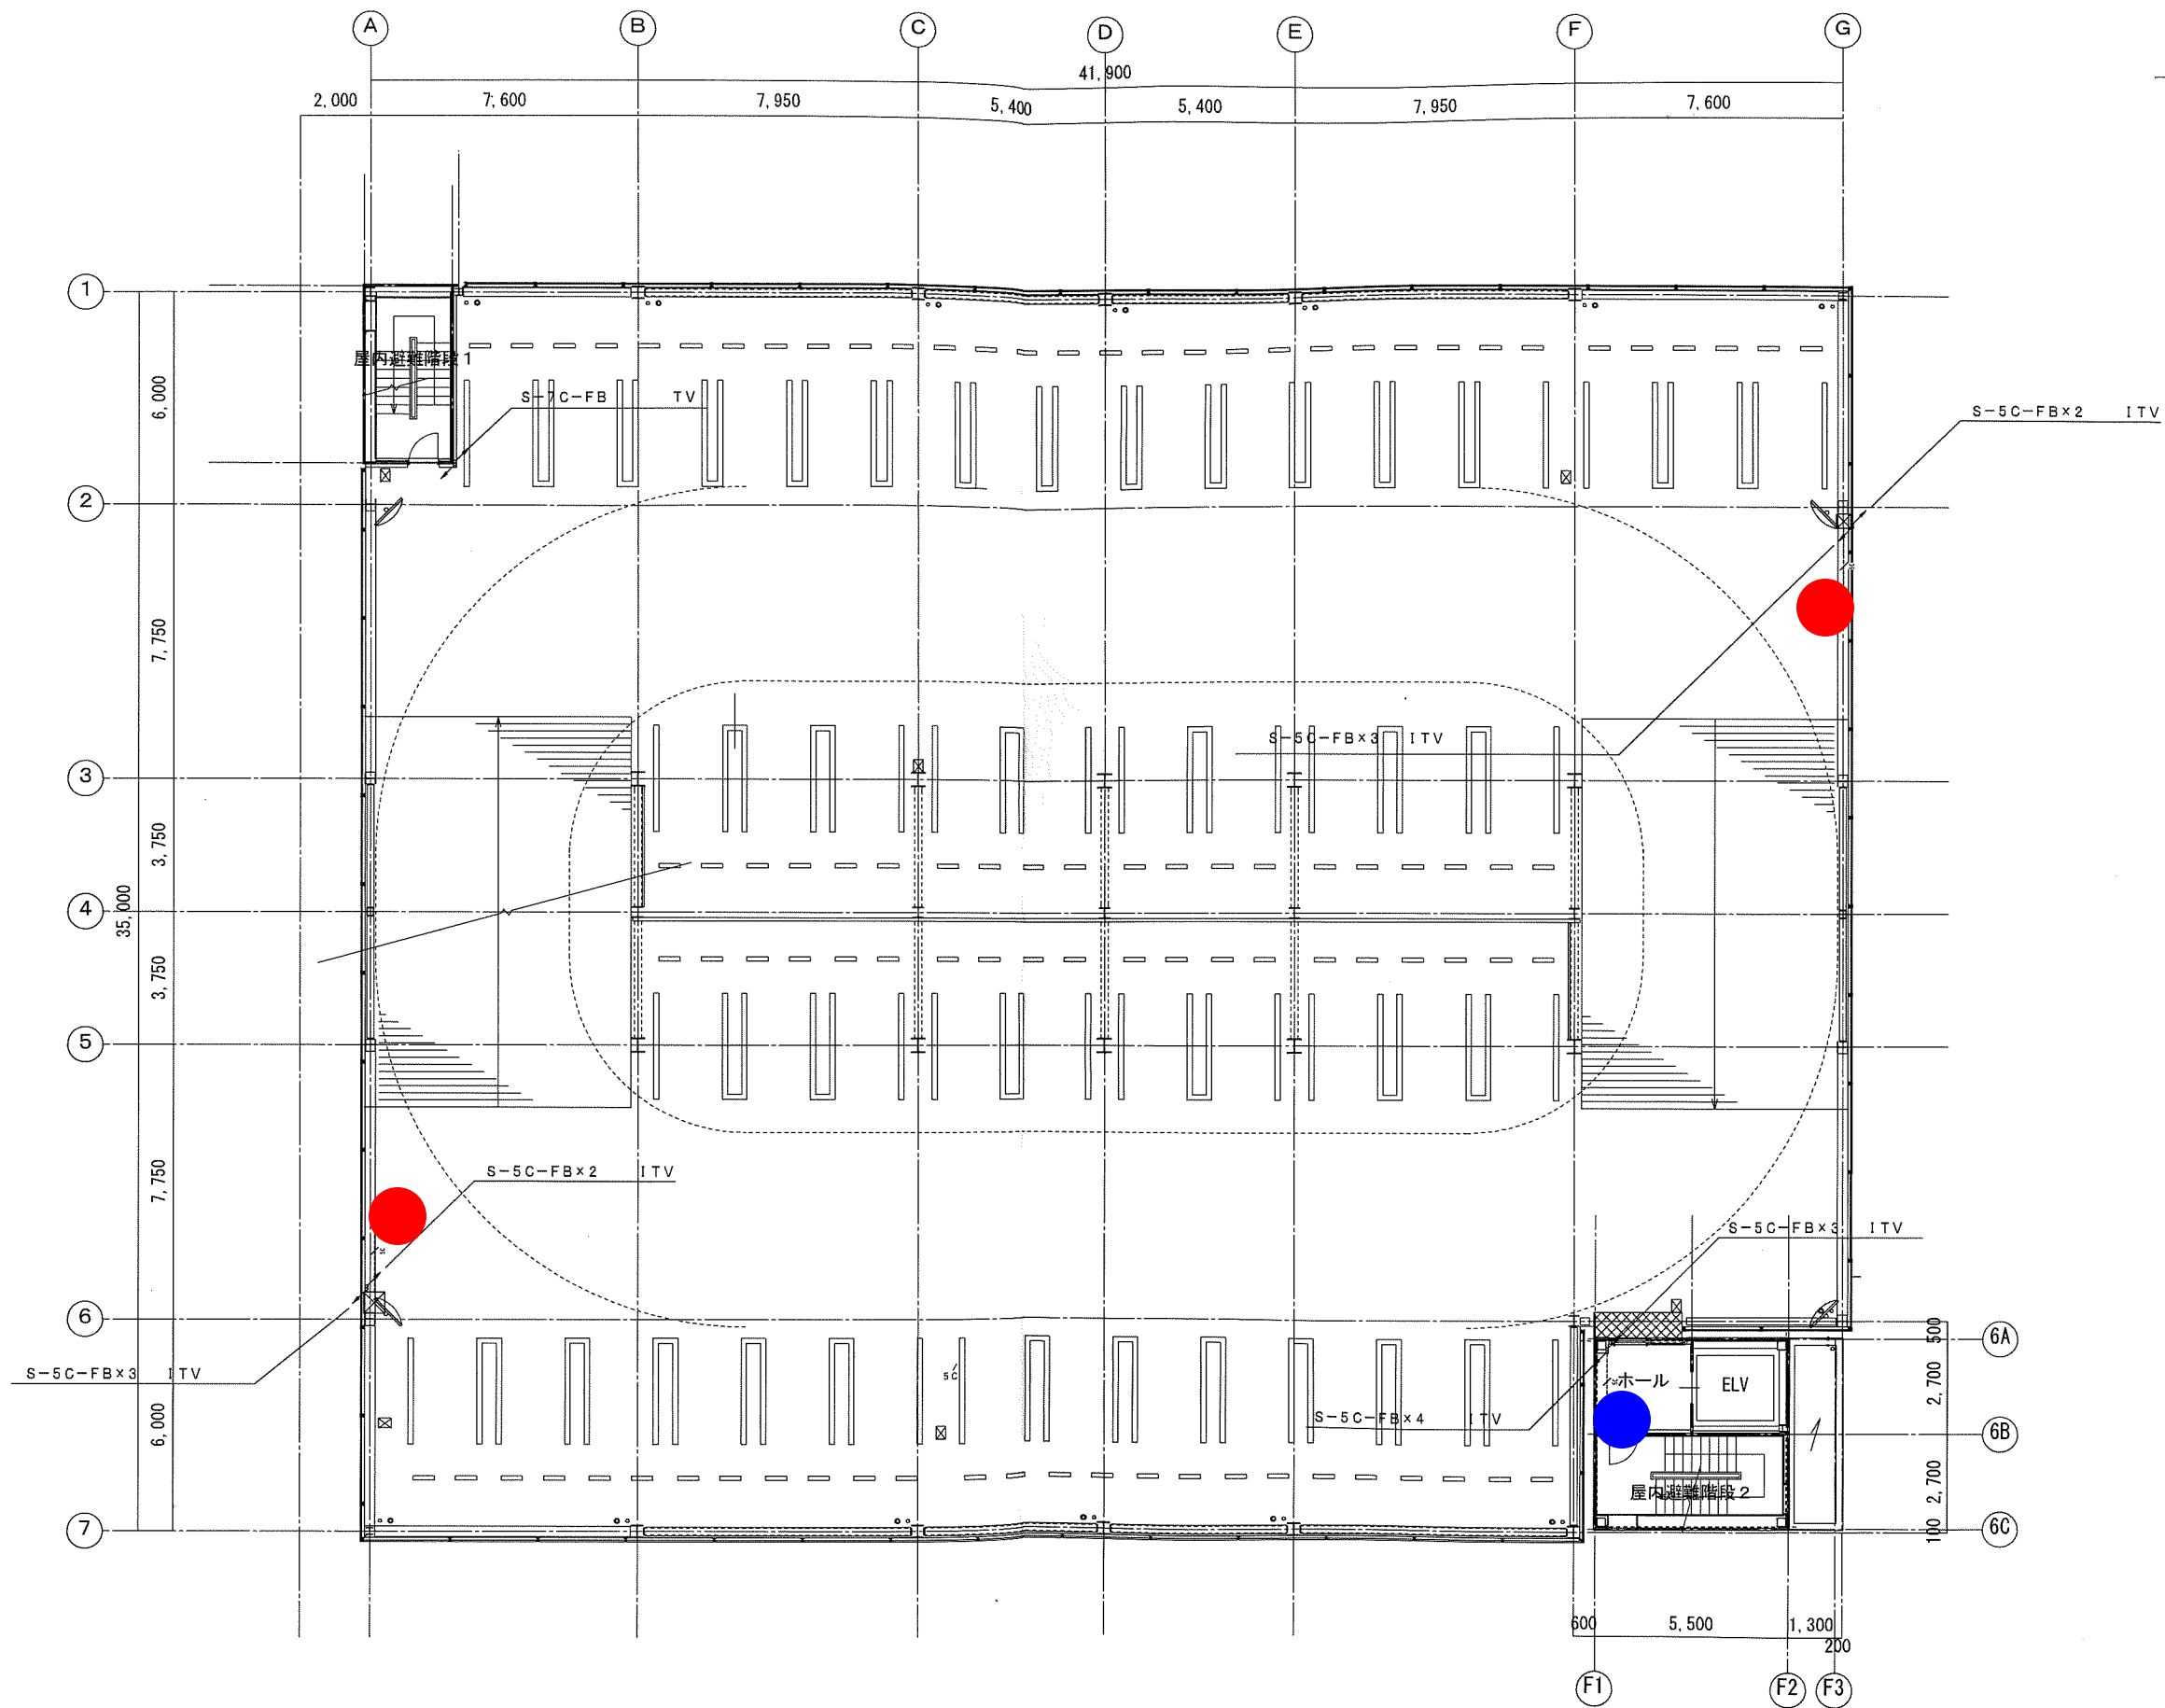 A B C D E F G
41,900
2,000 7,600 7,950 5,400 5,400 7,950 7,600
1
屋内避難階段1
6,000
S-7C-FB TV
S-5C-FB×2 ITV
2
7,750
S-5C-FB×3 ITV
3
3,750
4
35,000
3,750
5
7,750
S-5C-FB×2 ITV
S-5C-FB×3 ITV
6
6A
500
S-5C-FB×3 ITV
5C
ホール
ELV
2,700
S-5C-FB×4 ITV
6,000
6B
屋内避難階段2
2,700
7
6C
100
600 5,500 1,300
200
F1 F2 F3